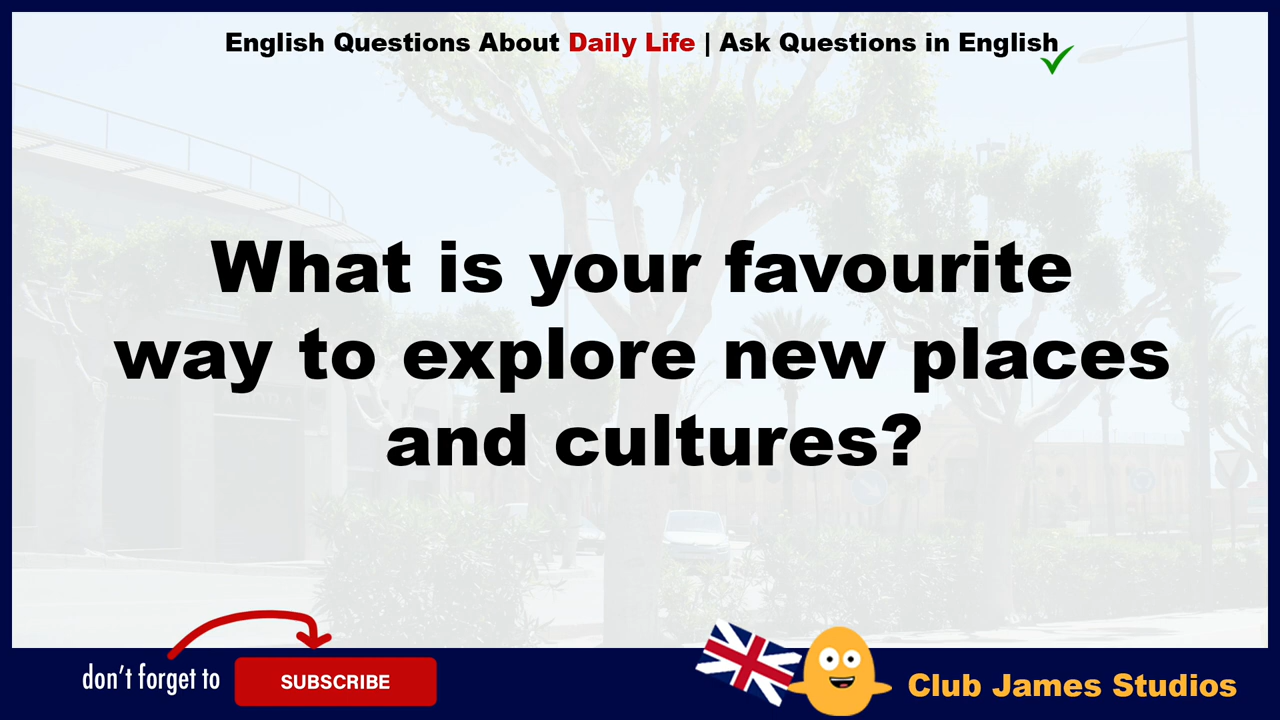 English Questions About Daily Life | Ask Questions in English
What is your favourite
way to explore new places
and cultures?
don't forget to
SUBSCRIBE
Club James Studios